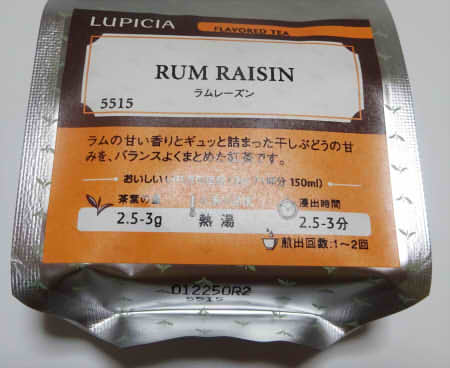 LUPICIA
FLAVORED TEA
RUM RAISIN
ラムレーズン
5515
ラムの甘い香りとギュッと詰まった干しぶどうの甘
みを、バランスよくまとめた紅茶です。
おいしい 150ml)
茶葉の量 浸出時間
2.5-3g 熱湯 2.5-3分
煎出回数:1〜2回
012250R2
5515